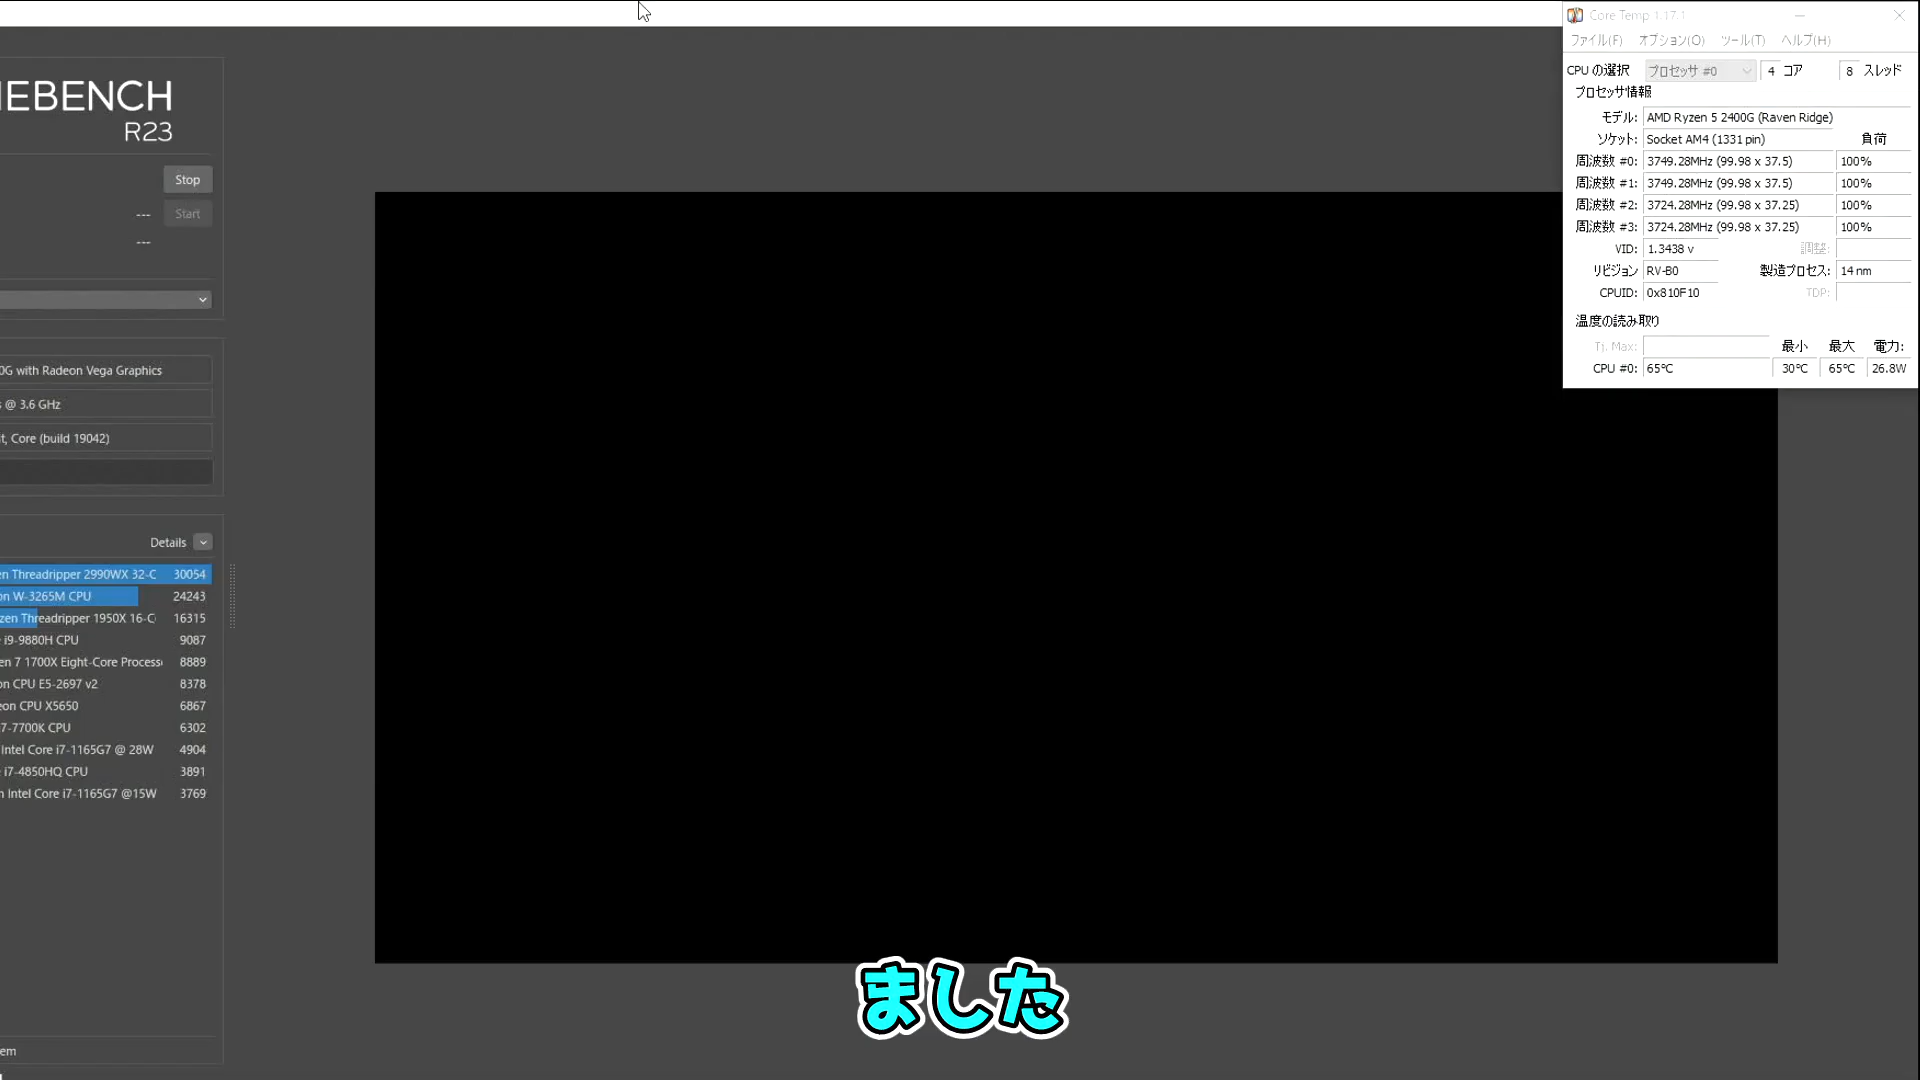 IEBENCH
R23
Stop
---
Start
---
0G with Radeon Vega Graphics
s @ 3.6 GHz
t, Core (build 19042)
Details
en Threadripper 2990WX 32-C 30054
on W-3265M CPU 24243
zen Threadripper 1950X 16-C 16315
i9-9880H CPU 9087
en 7 1700X Eight-Core Process 8889
on CPU E5-2697 v2 8378
eon CPU X5650 6867
7-7700K CPU 6302
Intel Core i7-1165G7 @ 28W 4904
i7-4850HQ CPU 3891
n Intel Core i7-1165G7 @15W 3769
em
Core Temp 1.17.1
ファイル(F) オプション(O) ツール(T) ヘルプ(H)
CPU の選択 プロセッサ #0 4 コア 8 スレッド
プロセッサ情報
モデル: AMD Ryzen 5 2400G (Raven Ridge)
ソケット: Socket AM4 (1331 pin) 負荷
周波数 #0: 3749.28MHz (99.98 x 37.5) 100%
周波数 #1: 3749.28MHz (99.98 x 37.5) 100%
周波数 #2: 3724.28MHz (99.98 x 37.25) 100%
周波数 #3: 3724.28MHz (99.98 x 37.25) 100%
VID: 1.3438 v 調整:
リビジョン RV-B0 製造プロセス: 14 nm
CPUID: 0x810F10 TDP:
温度の読み取り
Tj. Max: 最小 最大 電力:
CPU #0: 65℃ 30℃ 65℃ 26.8W
ました